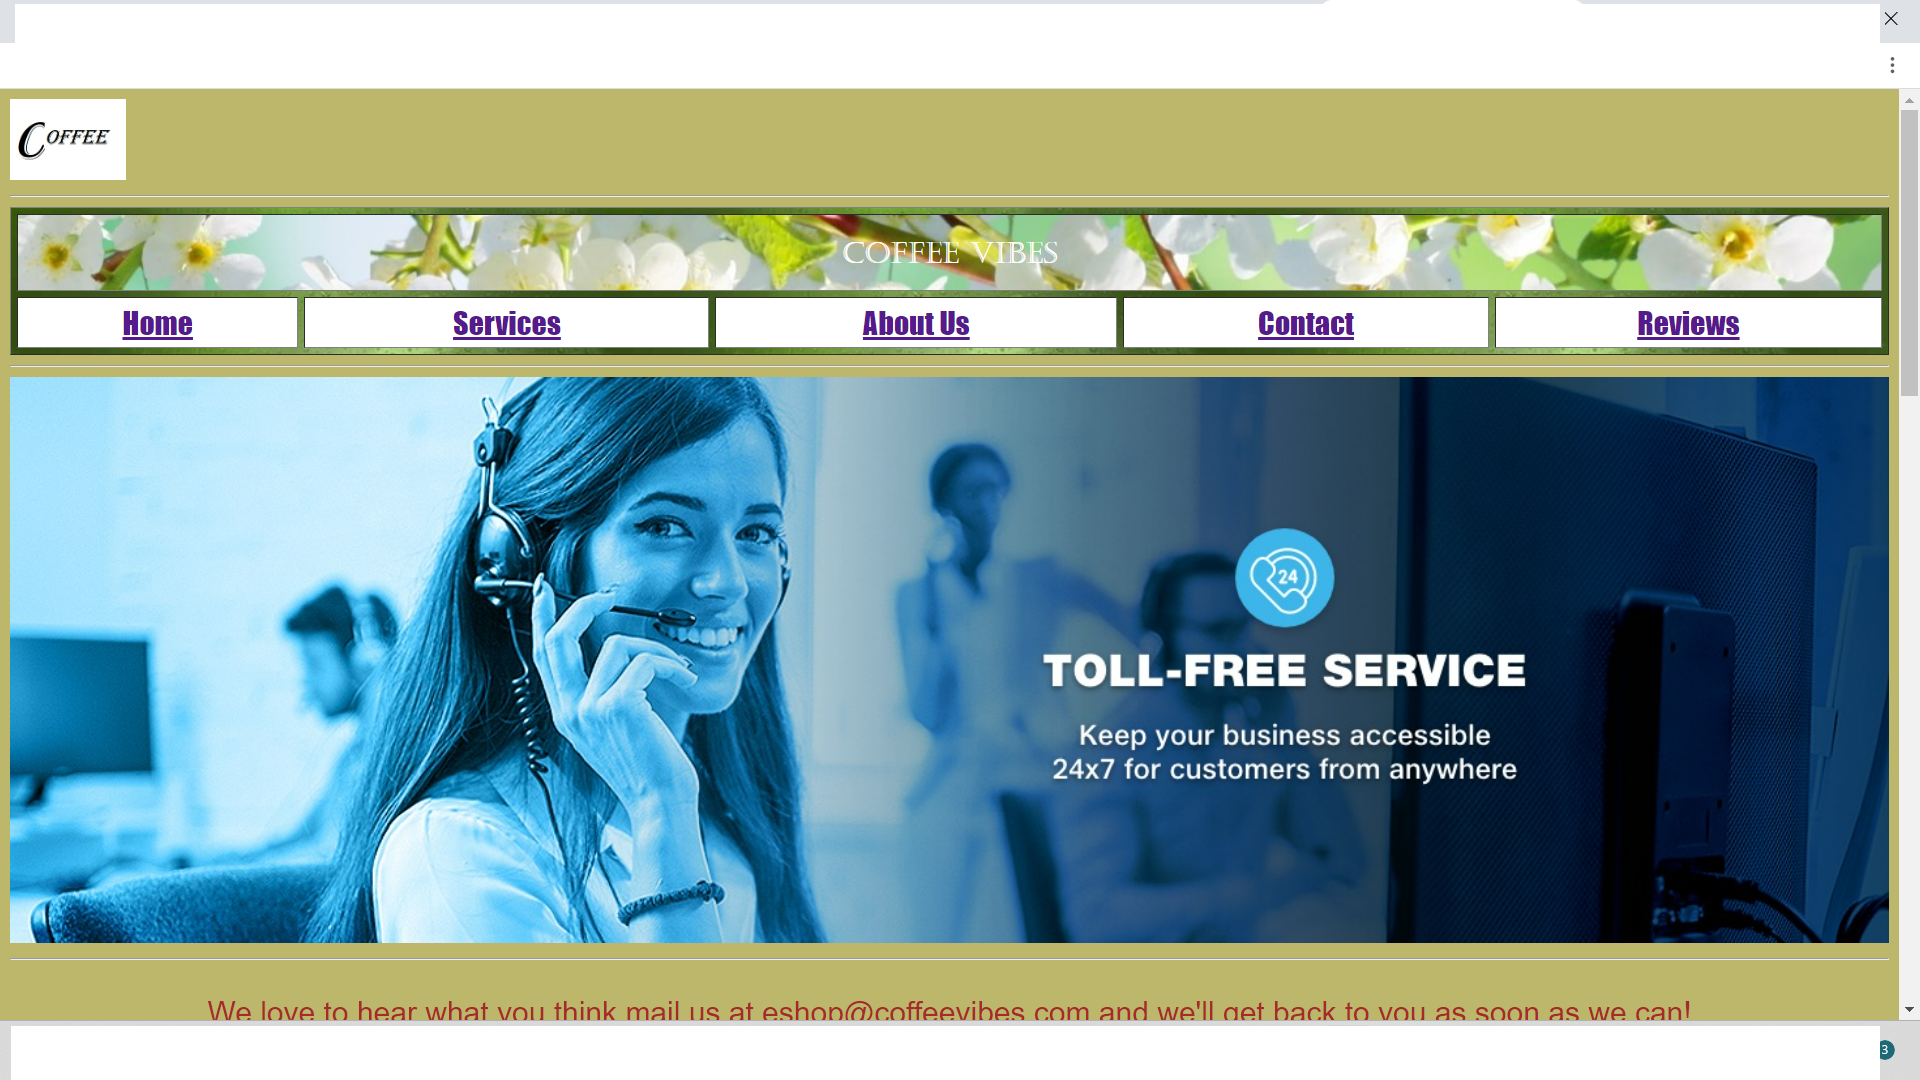 COFFEE
COFFEE VIBES
Home Services About Us Contact Reviews
24
TOLL-FREE SERVICE
Keep your business accessible
24x7 for customers from anywhere
We love to hear what you think mail us at eshop@coffeevibes.com and we'll get back to you as soon as we can!
3